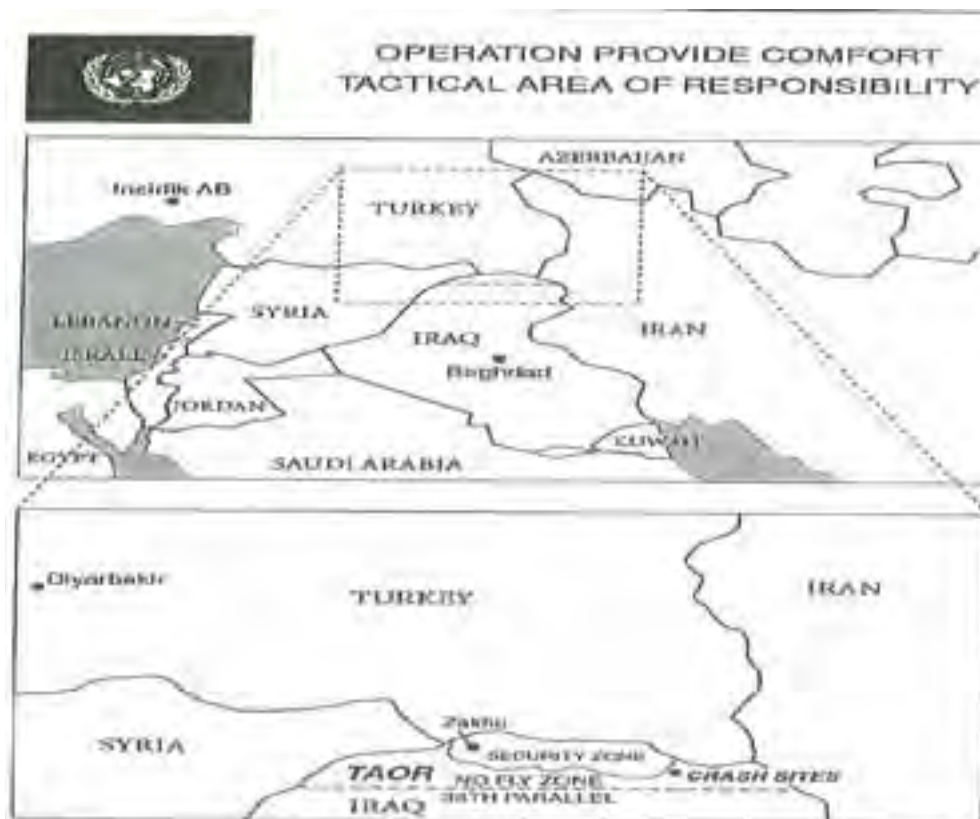 OPERATION PROVIDE COMFORT
TACTICAL AREA OF RESPONSIBILITY
AZERBAIJAN
Incirlik AB
TURKEY
SYRIA
LEBANON
IRAQ
IRAN
ISRAEL
Baghdad
JORDAN
KUWAIT
EGYPT
SAUDI ARABIA
Diyarbakir
TURKEY
IRAN
Zakhu
SYRIA
SECURITY ZONE
TAOR
NO FLY ZONE
CRASH SITES
36TH PARALLEL
IRAQ